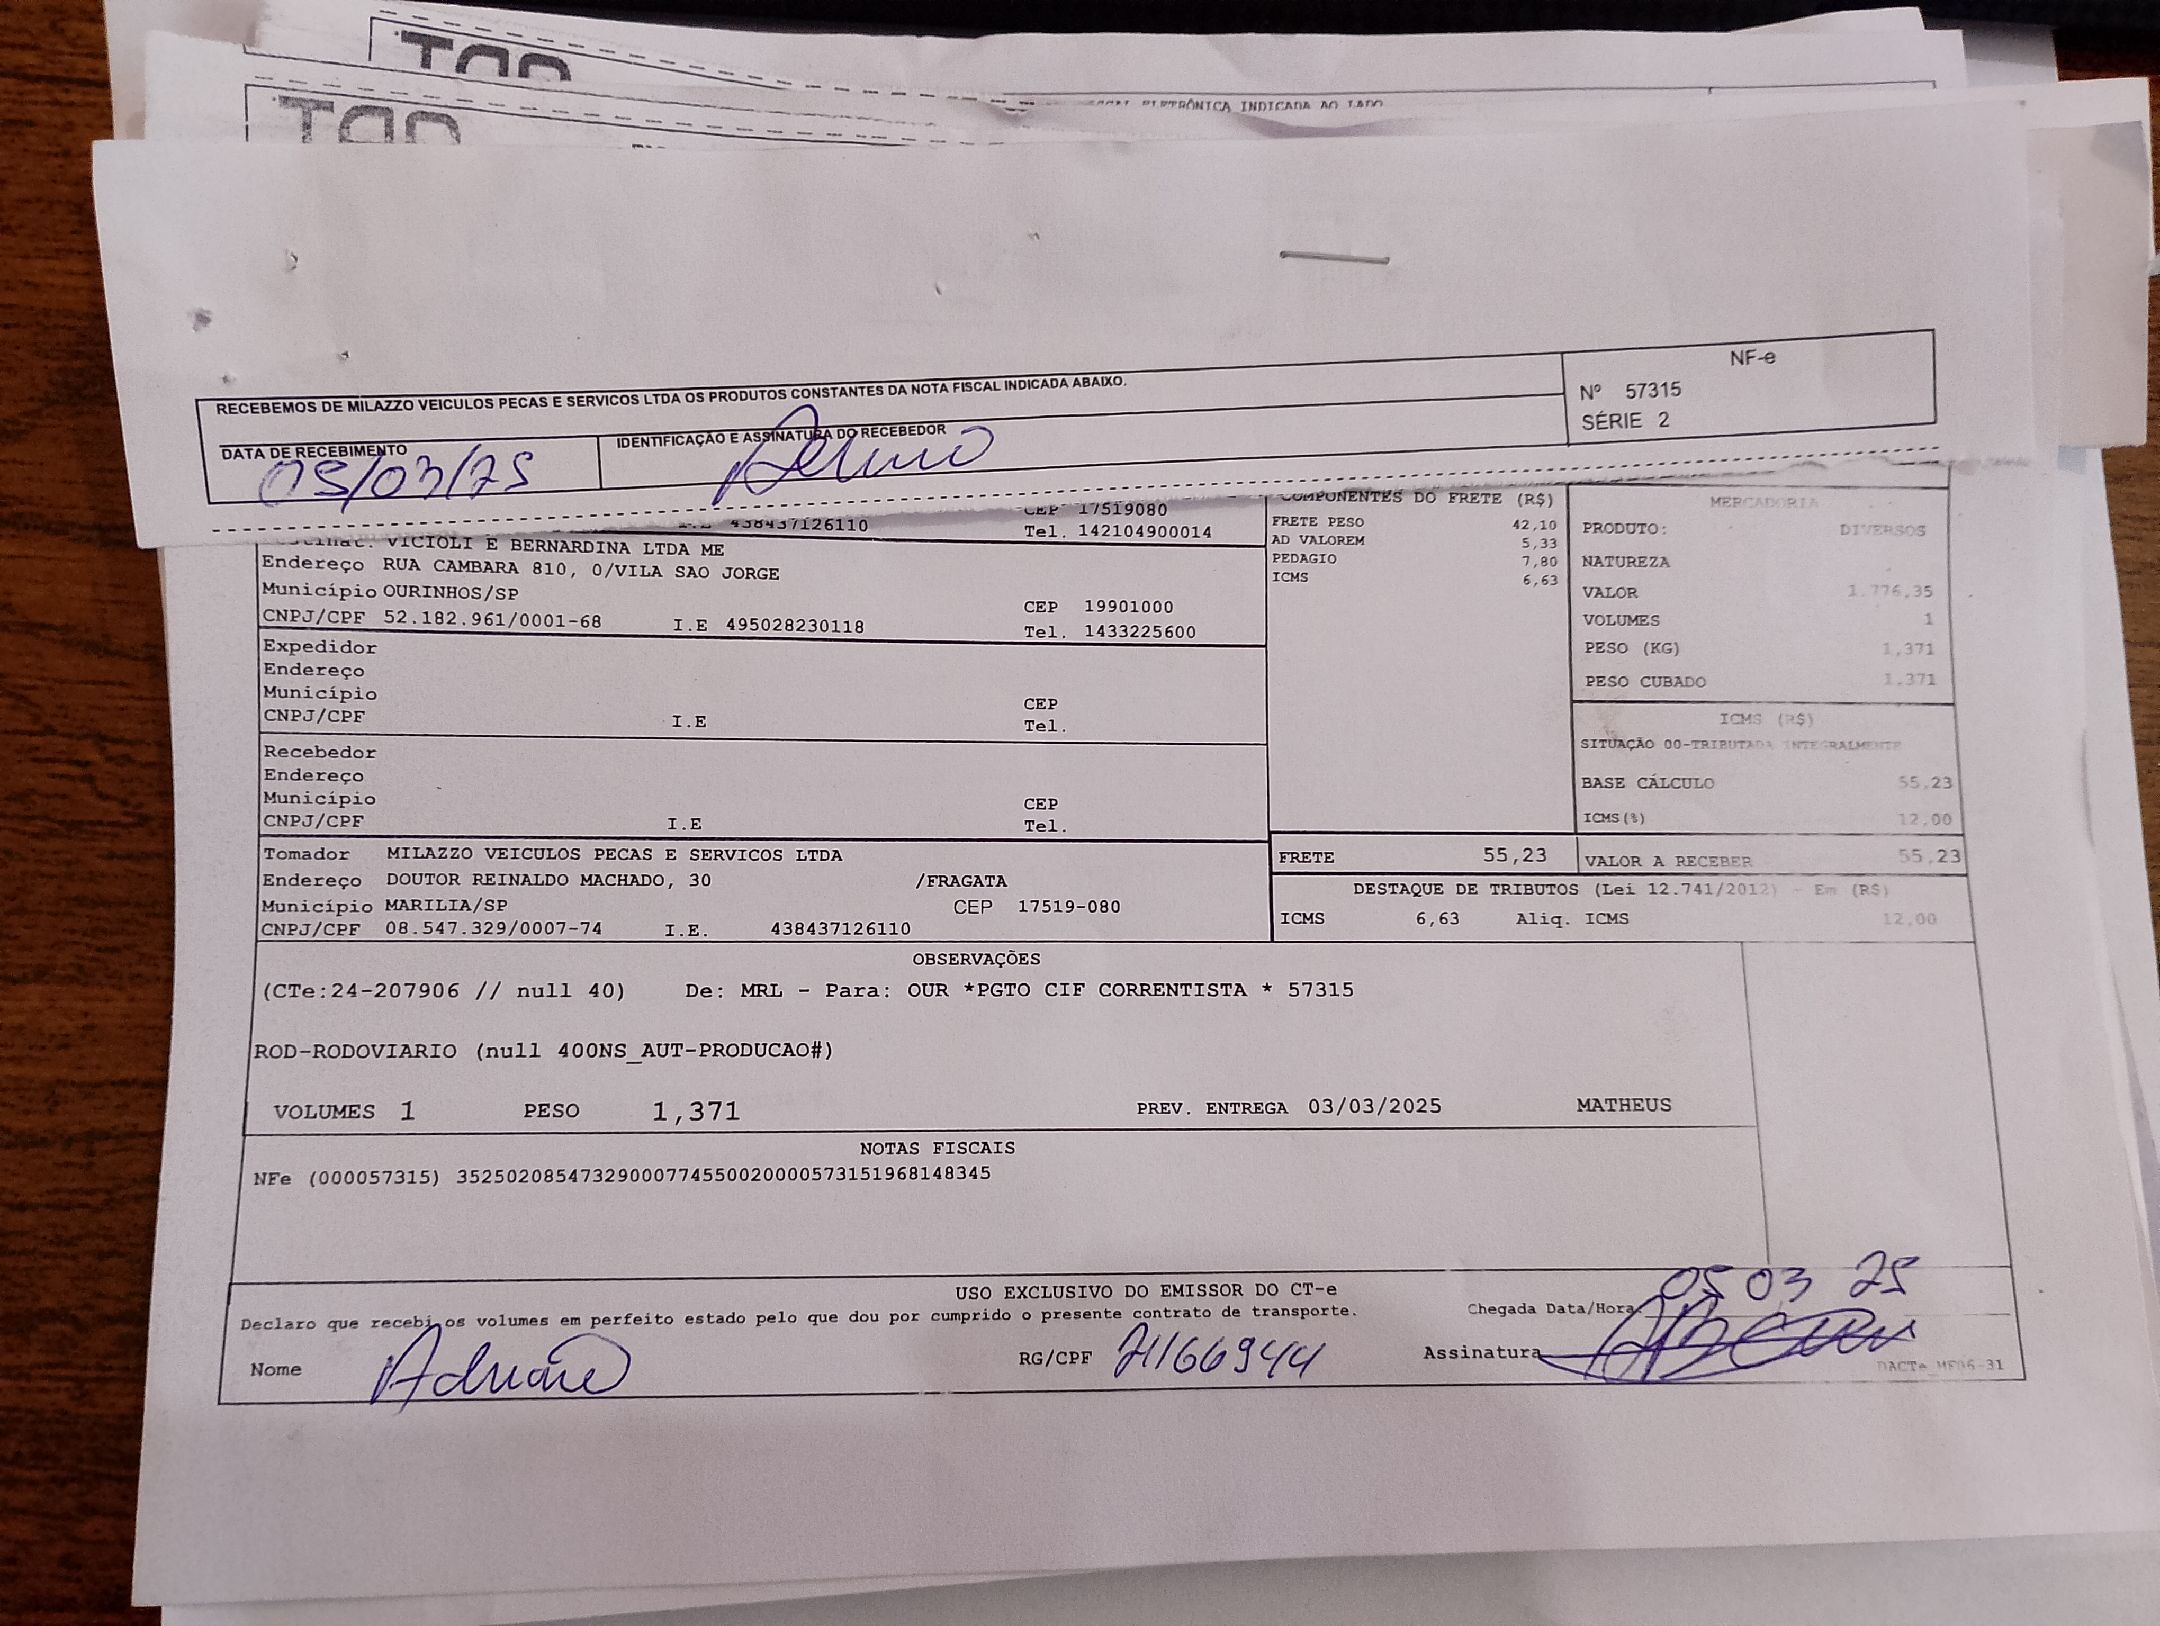 INDICADA AO LADO
RECEBEMOS DE MILAZZO VEICULOS PECAS E SERVICOS LTDA OS PRODUTOS CONSTANTES DA NOTA FISCAL INDICADA ABAIXO.
NF-e
Nº 57315
SÉRIE 2
DATA DE RECEBIMENTO
05/03/25
IDENTIFICAÇÃO E ASSINATURA DO RECEBEDOR
I.E 438437126110
CEP 17519080
Tel. 142104900014
VICIOLI E BERNARDINA LTDA ME
Endereço RUA CAMBARA 810, 0/VILA SAO JORGE
Município OURINHOS/SP
CEP 19901000
CNPJ/CPF 52.182.961/0001-68 I.E 495028230118 Tel. 1433225600
Expedidor
Endereço
Município CEP
CNPJ/CPF I.E Tel.
Recebedor
Endereço
Município CEP
CNPJ/CPF I.E Tel.
Tomador MILAZZO VEICULOS PECAS E SERVICOS LTDA
Endereço DOUTOR REINALDO MACHADO, 30 /FRAGATA
Município MARILIA/SP CEP 17519-080
CNPJ/CPF 08.547.329/0007-74 I.E. 438437126110
COMPONENTES DO FRETE (R$)
FRETE PESO 42,10
AD VALOREM 5,33
PEDAGIO 7,80
ICMS 6,63
MERCADORIA
PRODUTO: DIVERSOS
NATUREZA
VALOR 1.776,35
VOLUMES 1
PESO (KG) 1,371
PESO CUBADO 1.371
ICMS (R$)
SITUAÇÃO 00-TRIBUTADA INTEGRALMENTE
BASE CÁLCULO 55,23
ICMS(%) 12,00
FRETE 55,23 VALOR A RECEBER 55,23
DESTAQUE DE TRIBUTOS (Lei 12.741/2012) - Em (R$)
ICMS 6,63 Aliq. ICMS 12,00
OBSERVAÇÕES
(CTe:24-207906 // null 40) De: MRL - Para: OUR *PGTO CIF CORRENTISTA * 57315
ROD-RODOVIARIO (null 400NS_AUT-PRODUCAO#)
VOLUMES 1 PESO 1,371 PREV. ENTREGA 03/03/2025 MATHEUS
NOTAS FISCAIS
NFe (000057315) 35250208547329000774550020000573151968148345
USO EXCLUSIVO DO EMISSOR DO CT-e
Declaro que recebi os volumes em perfeito estado pelo que dou por cumprido o presente contrato de transporte.
Chegada Data/Hora: 05 03 25
Nome Adriano
RG/CPF 21166944
Assinatura
DACTe_MF06-31